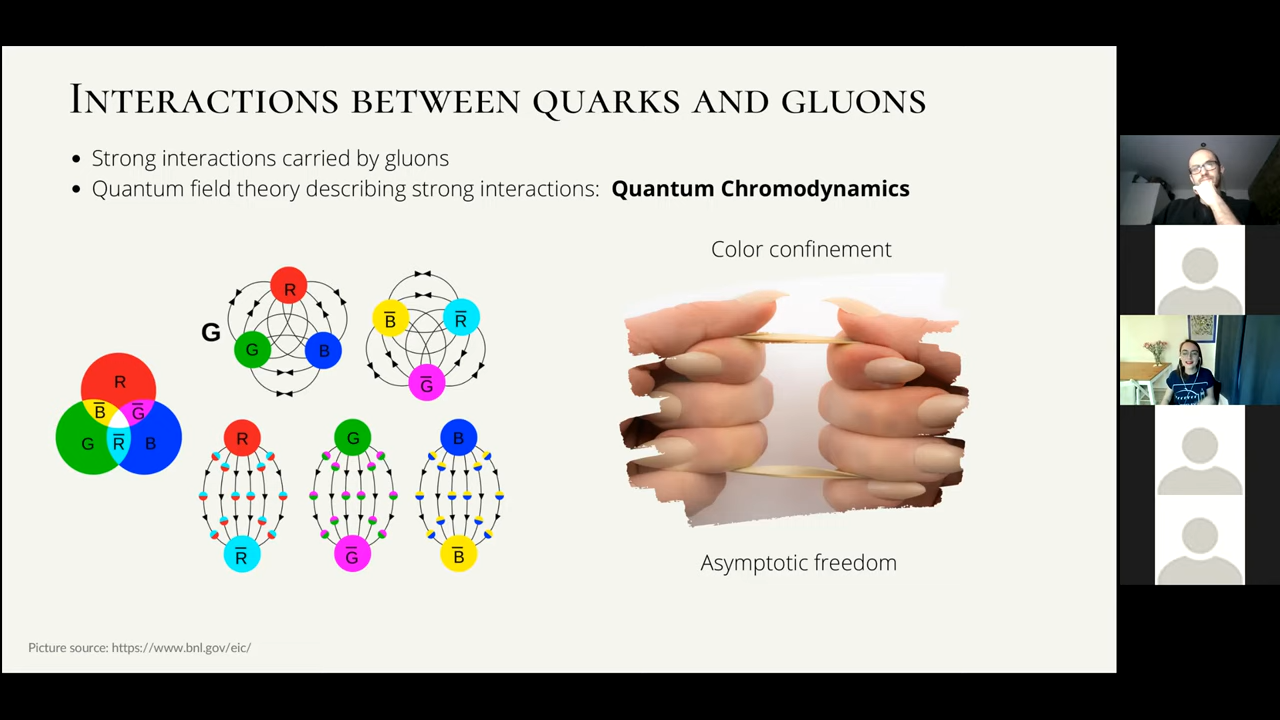 Interactions between quarks and gluons
• Strong interactions carried by gluons
• Quantum field theory describing strong interactions: Quantum Chromodynamics
Color confinement
R
B̅ R̅
G
G B
G̅
R
B̅ G̅
G R̅ B
R G B
R̅ G̅ B̅
Asymptotic freedom
Picture source: https://www.bnl.gov/eic/